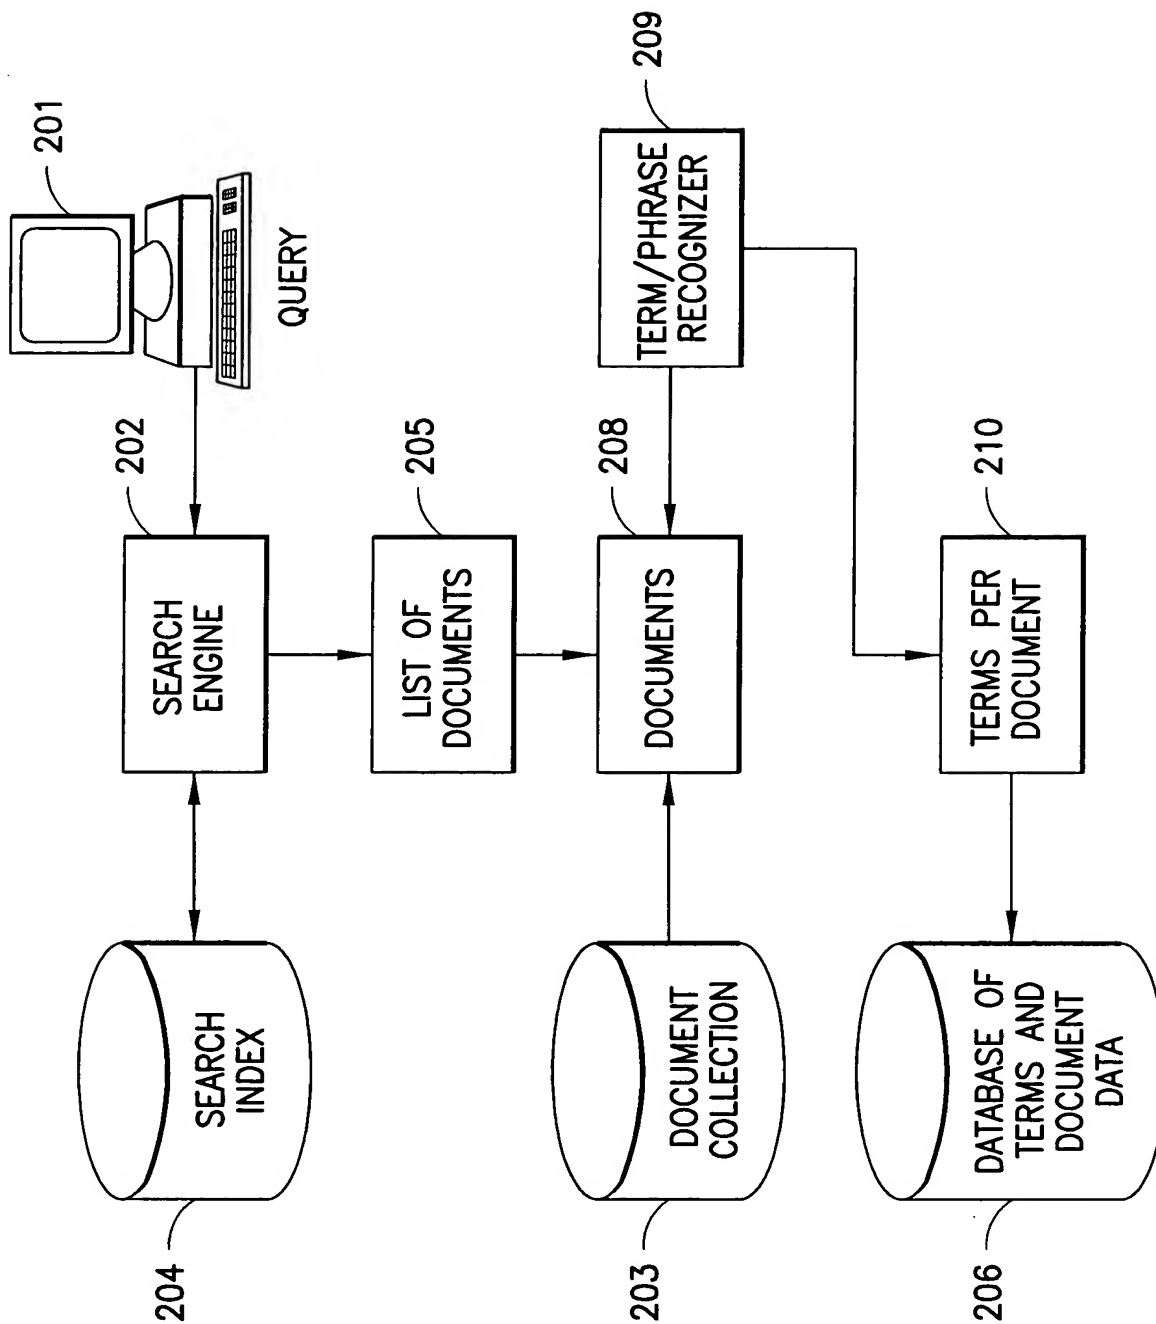 204
SEARCH
INDEX
202
SEARCH
ENGINE
201
QUERY
205
LIST OF
DOCUMENTS
203
DOCUMENT
COLLECTION
208
DOCUMENTS
209
TERM/PHRASE
RECOGNIZER
206
DATABASE OF
TERMS AND
DOCUMENT
DATA
210
TERMS PER
DOCUMENT